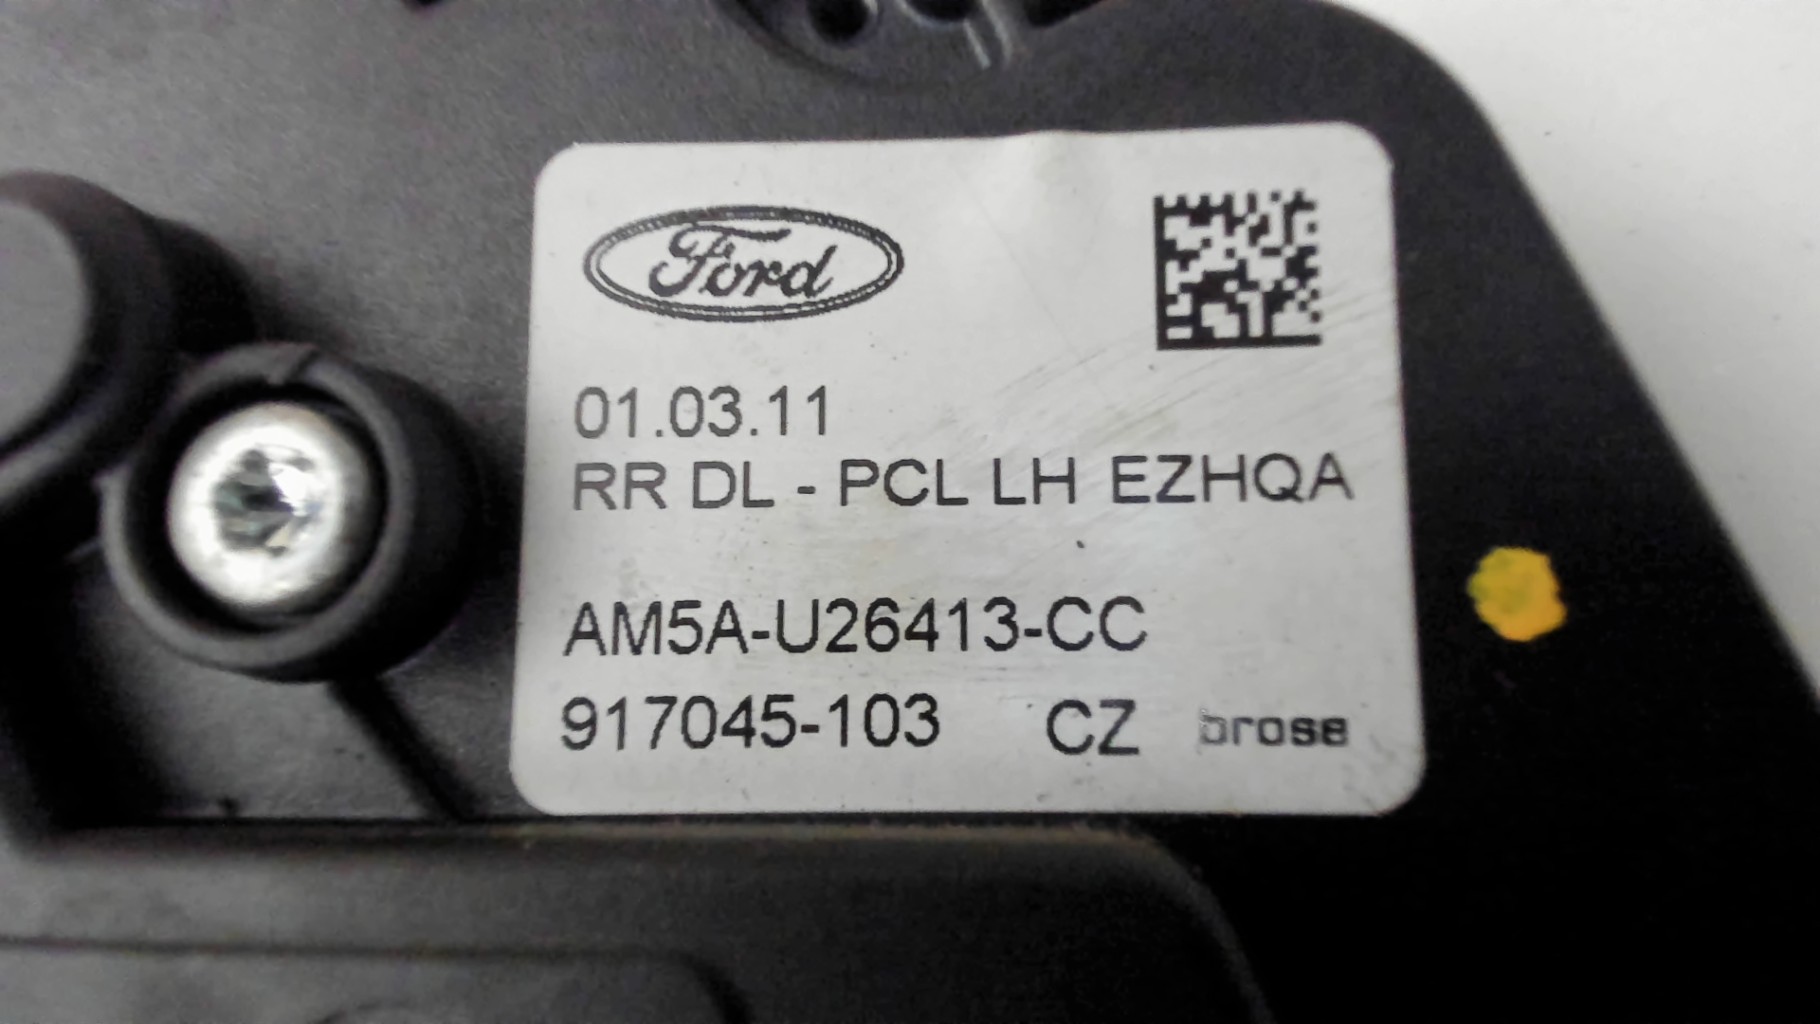 Ford
01.03.11
RR DL - PCL LH EZHQA
AM5A-U26413-CC
917045-103 CZ brose